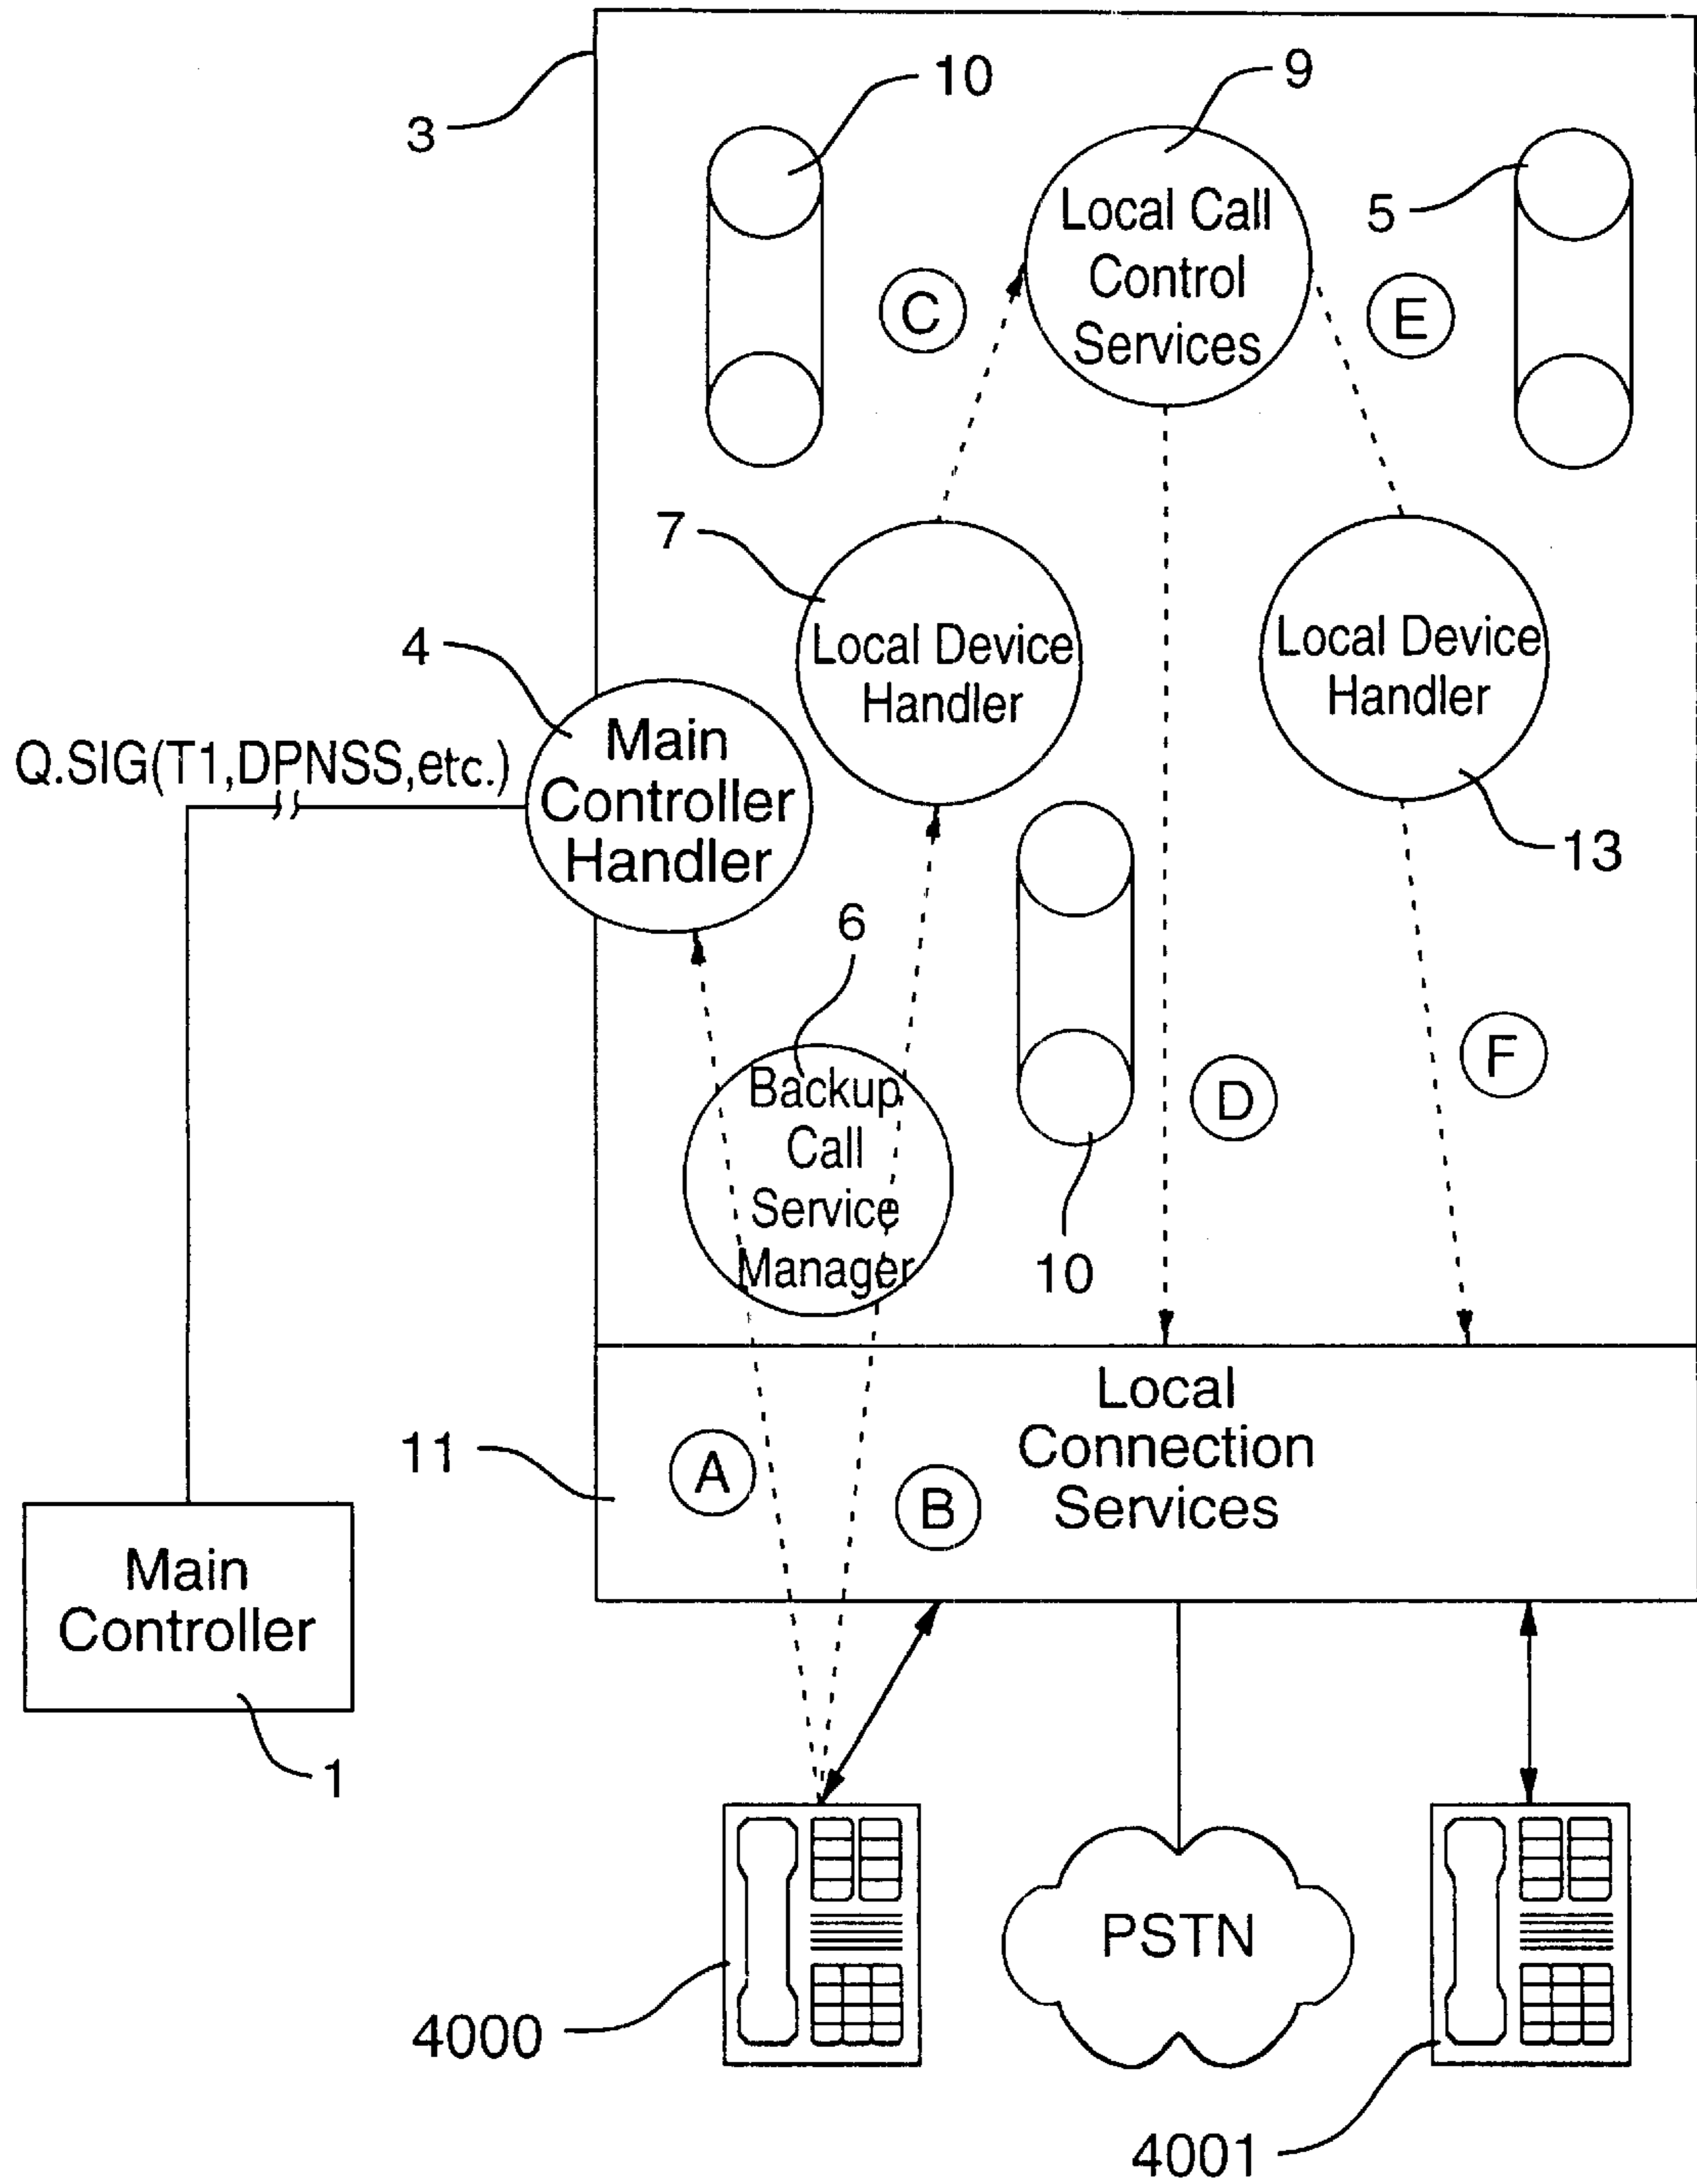 10
9
3
5
Local Call
Control
Services
C
E
7
Local Device
Handler
Local Device
Handler
4
Main
Controller
Handler
Q.SIG(T1,DPNSS,etc.)
13
6
Backup
Call
Service
Manager
F
D
10
Local
Connection
Services
11
A
B
Main
Controller
1
PSTN
4000
4001